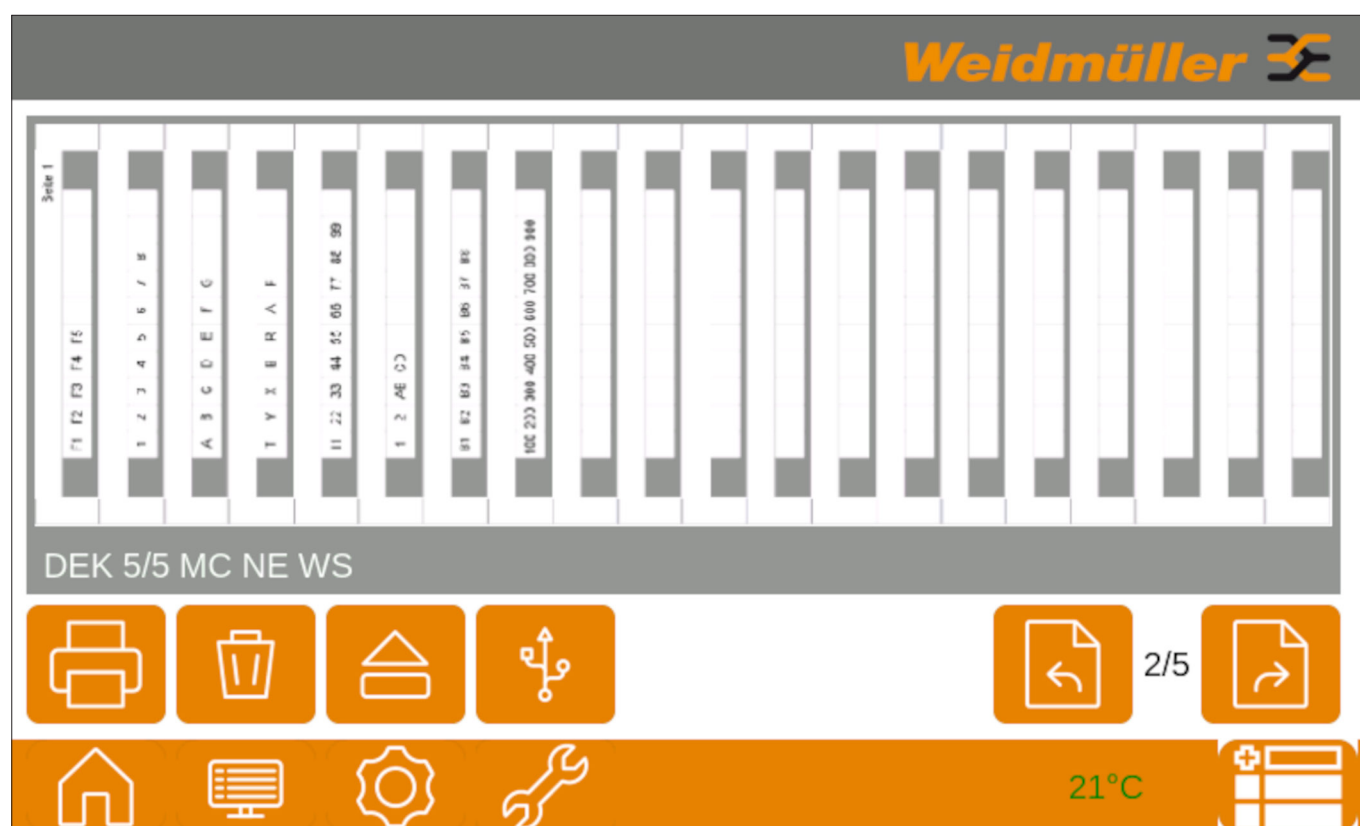 Weidmüller
Seite 1
F1 F2 F3 F4 F5
1 2 3 4 5 6 7 8
A B C D E F G
T Y X E R A F
11 22 33 44 55 66 77 88 99
1 2 AB CD
B1 B2 B3 B4 B5 B6 B7 B8
100 200 300 400 500 600 700 800 900
DEK 5/5 MC NE WS
2/5
21°C